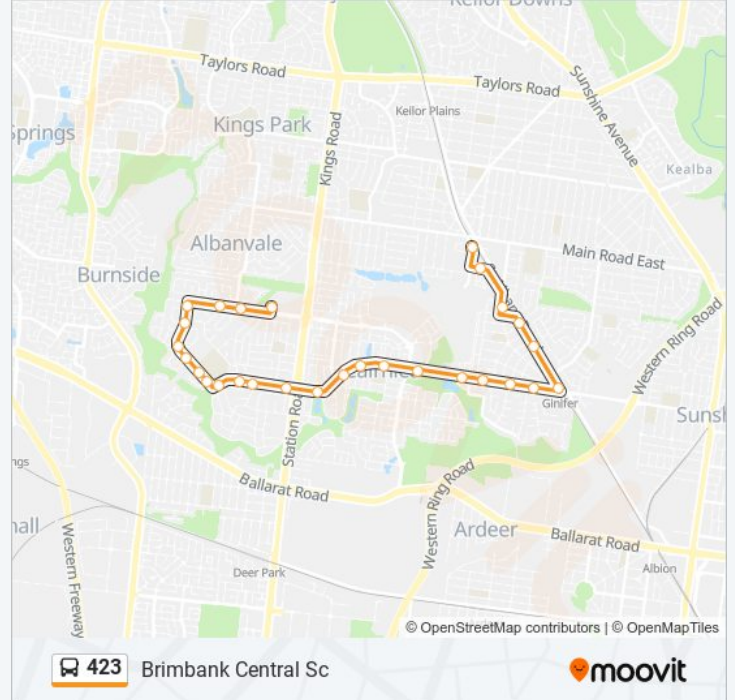 Keilor Downs
Taylors Road
Taylors Road
Sunshine Avenue
Keilor Plains
Springs
Kings Park
Kings Road
Kealba
Albanvale
Main Road East
Burnside
Western Ring Road
Ginifer
Station Roa
Ballarat Road
Western Ring Road
Ardeer
Ballarat Road
Western Freeway
Deer Park
Albion
© OpenStreetMap contributors | © OpenMapTiles
423 Brimbank Central Sc
moovit